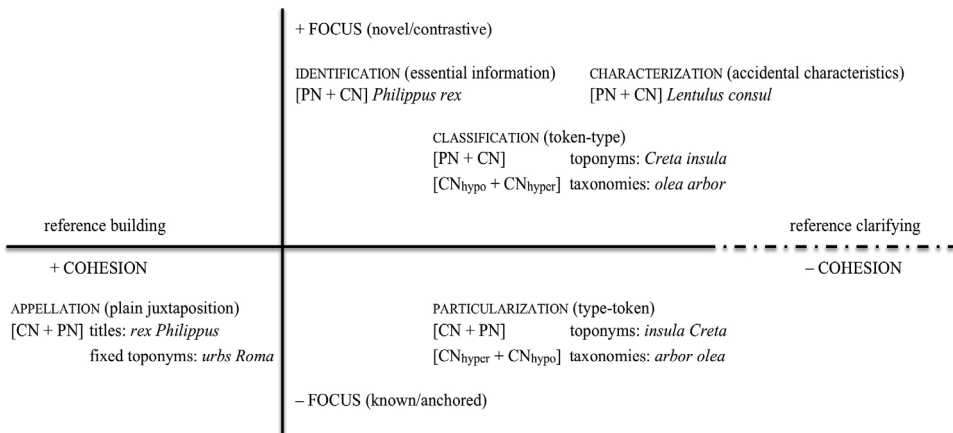 + FOCUS (novel/contrastive)
IDENTIFICATION (essential information)
[PN + CN] Philippus rex
CHARACTERIZATION (accidental characteristics)
[PN + CN] Lentulus consul
CLASSIFICATION (token-type)
[PN + CN] toponyms: Creta insula
[CNhypo + CNhyper] taxonomies: olea arbor
reference building
reference clarifying
+ COHESION
– COHESION
APPELLATION (plain juxtaposition)
[CN + PN] titles: rex Philippus
fixed toponyms: urbs Roma
PARTICULARIZATION (type-token)
[CN + PN] toponyms: insula Creta
[CNhyper + CNhypo] taxonomies: arbor olea
– FOCUS (known/anchored)